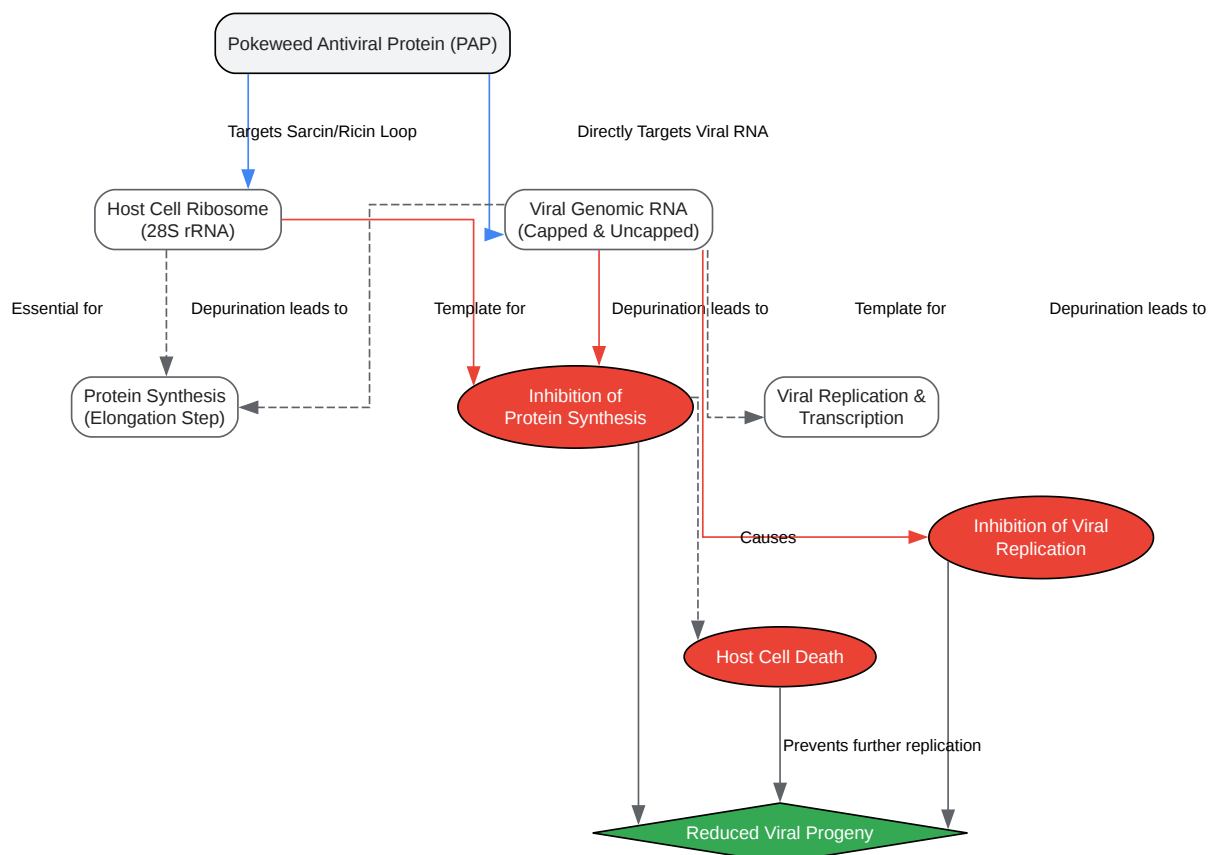 Pokeweed Antiviral Protein (PAP)
Targets Sarcin/Ricin Loop
Directly Targets Viral RNA
Host Cell Ribosome
(28S rRNA)
Viral Genomic RNA
(Capped & Uncapped)
Essential for
Depurination leads to
Template for
Depurination leads to
Template for
Depurination leads to
Protein Synthesis
(Elongation Step)
Inhibition of
Protein Synthesis
Viral Replication &
Transcription
Causes
Inhibition of Viral
Replication
Host Cell Death
Prevents further replication
Reduced Viral Progeny